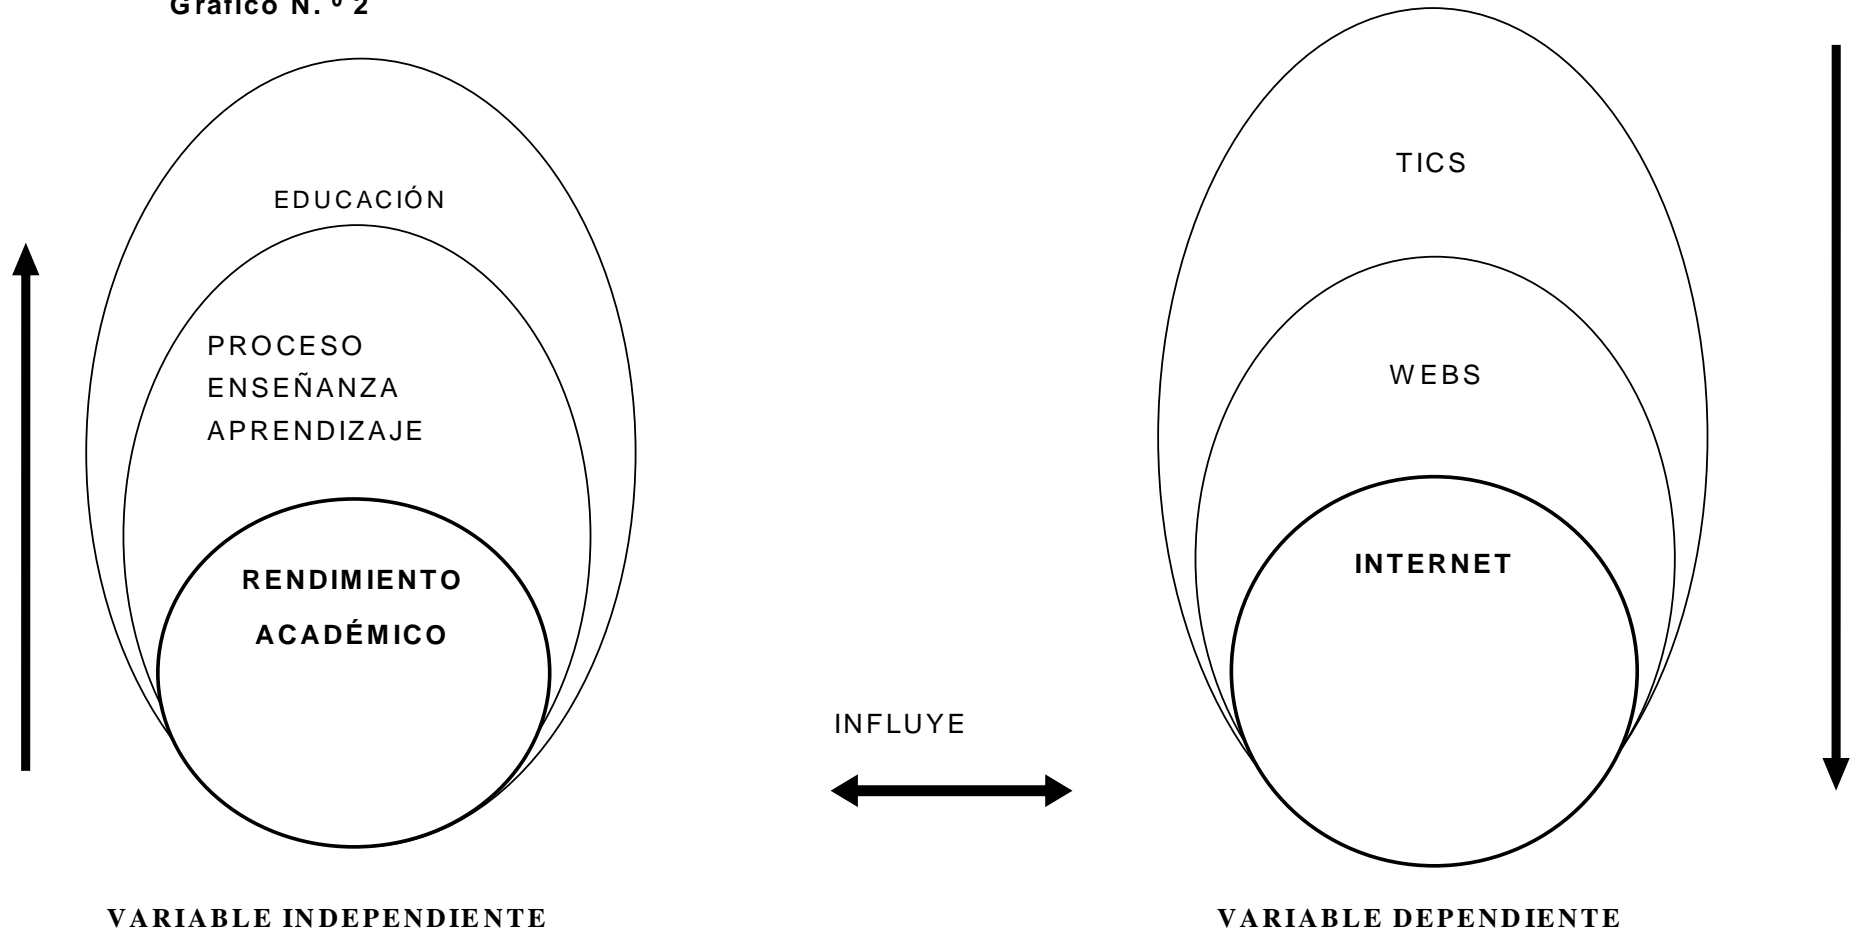 Gráfico N. º 2
EDUCACIÓN
PROCESO
ENSEÑANZA
APRENDIZAJE
RENDIMIENTO
ACADÉMICO
VARIABLE INDEPENDIENTE
INFLUYE
TICS
WEBS
INTERNET
VARIABLE DEPENDIENTE